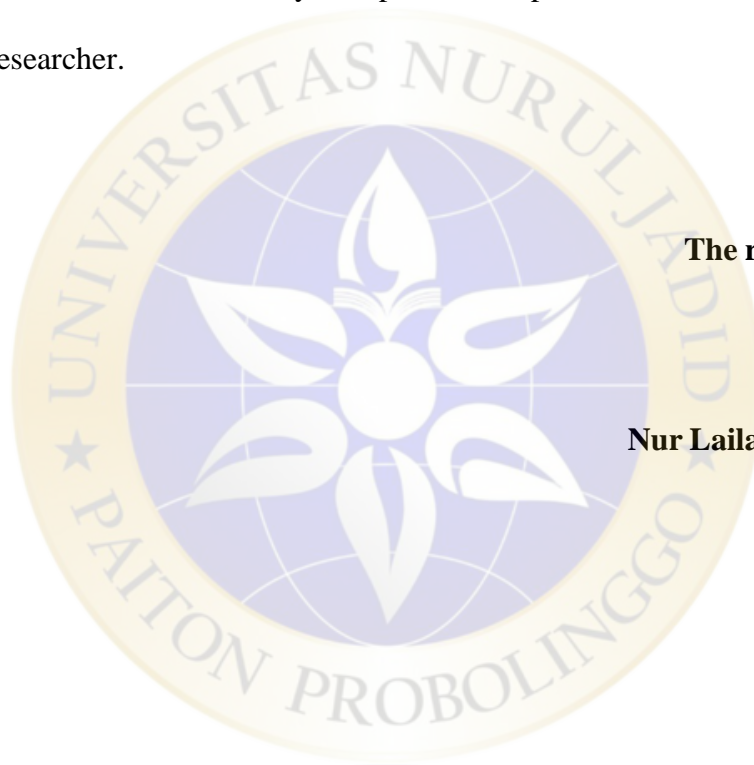 esearcher.
UNIVERSITAS NURUL JADID
The r
Nur Laila
★ PAITON PROBOLINGGO ★